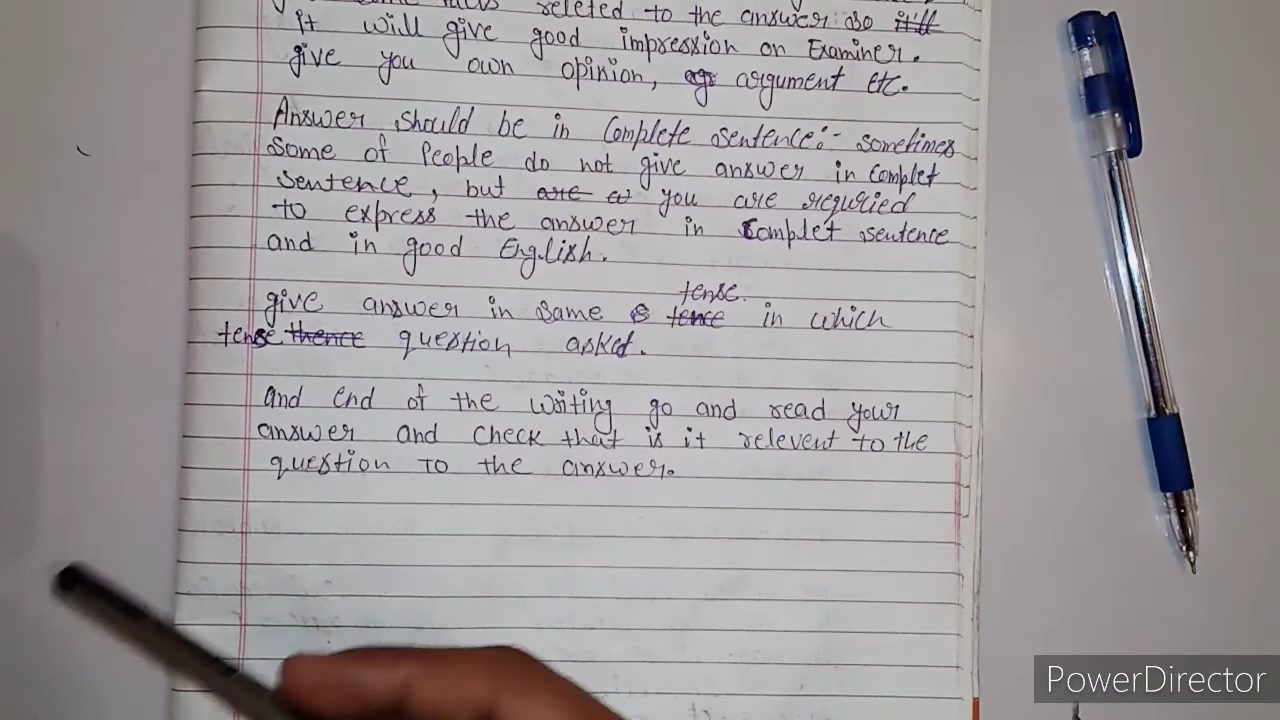 releted to the answer so
it will give good impression on Examiner.
give you own opinion, argument etc.
Answer should be in Complete sentence:- sometimes
some of People do not give answer in Complet
sentence, but are you are requried
to express the answer in Complet sentence
and in good English.
tense.
give answer in same tence in which
tense thence question asked.
and end of the writing go and read your
answer and check that is it relevent to the
question to the answer.
PowerDirector